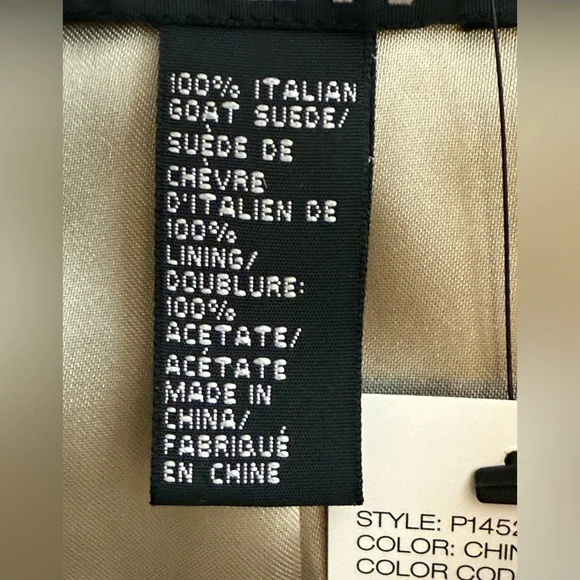 100% ITALIAN
GOAT SUEDE/
SUÈDE DE
CHÈVRE
D'ITALIEN DE
100%
LINING/
DOUBLURE:
100%
ACETATE/
ACÉTATE
MADE IN
CHINA/
FABRIQUÉ
EN CHINE
STYLE: P1452
COLOR:
COLOR